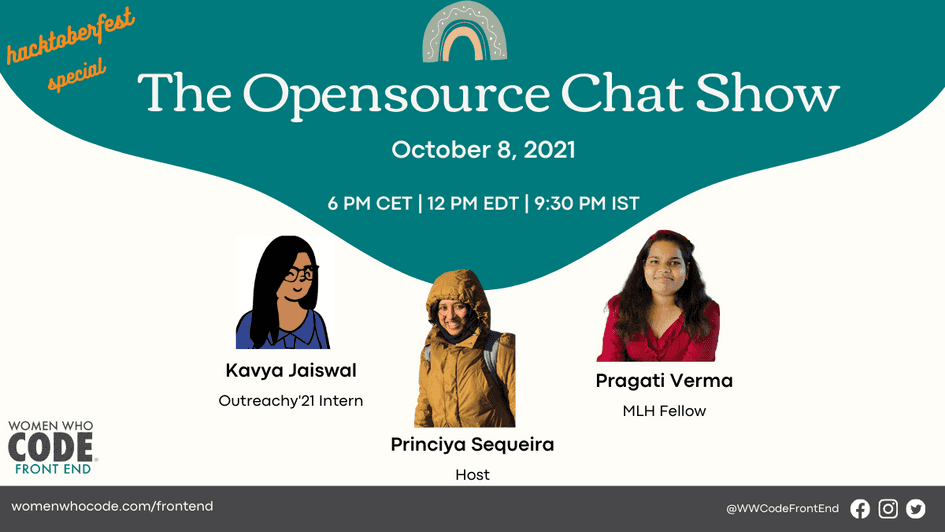 hacktoberfest
special
The Opensource Chat Show
October 8, 2021
6 PM CET | 12 PM EDT | 9:30 PM IST
Kavya Jaiswal
Outreachy'21 Intern
Princiya Sequeira
Host
Pragati Verma
MLH Fellow
WOMEN WHO
CODE
FRONT END
womenwhocode.com/frontend
@WWCodeFrontEnd